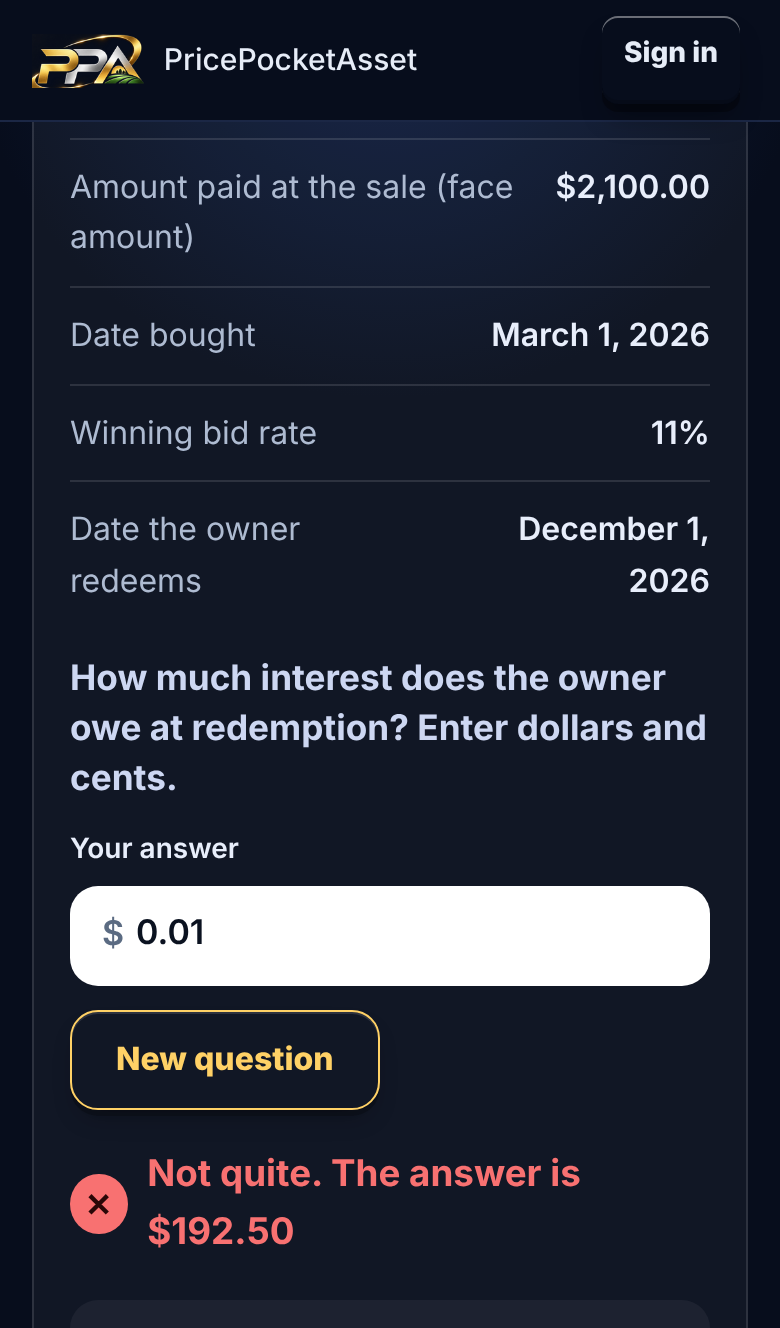 PPA PricePocketAsset Sign in
Amount paid at the sale (face $2,100.00
amount)
Date bought March 1, 2026
Winning bid rate 11%
Date the owner December 1,
redeems 2026
How much interest does the owner
owe at redemption? Enter dollars and
cents.
Your answer
$ 0.01
New question
Not quite. The answer is
$192.50